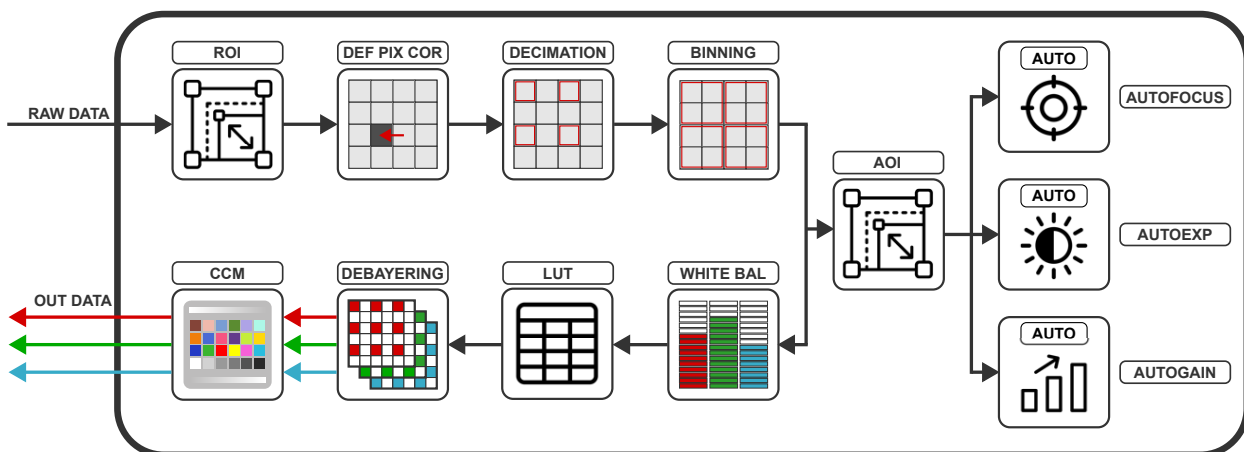 ROI
DEF PIX COR
DECIMATION
BINNING
AUTO
AUTOFOCUS
RAW DATA
AOI
AUTO
AUTOEXP
CCM
DEBAYERING
LUT
WHITE BAL
OUT DATA
AUTO
AUTOGAIN